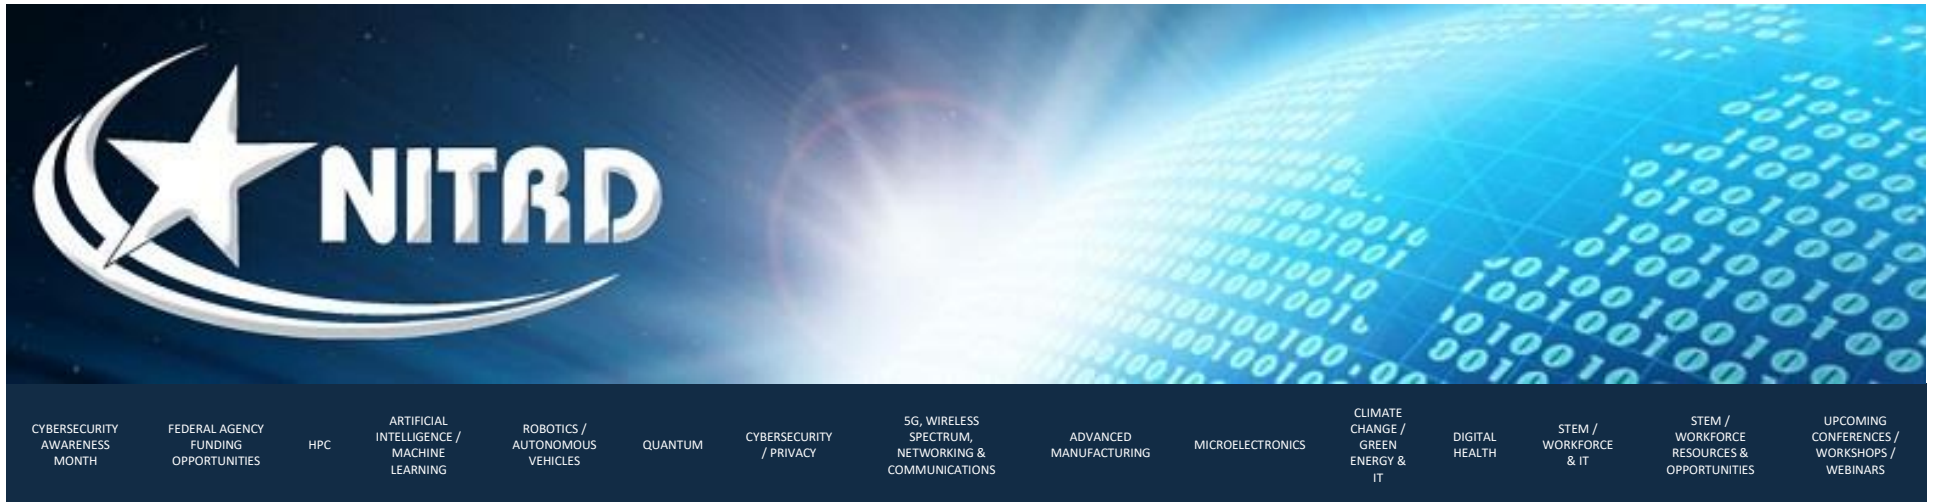 NITRD
CYBERSECURITY
AWARENESS
MONTH
FEDERAL AGENCY
FUNDING
OPPORTUNITIES
HPC
ARTIFICIAL
INTELLIGENCE /
MACHINE
LEARNING
ROBOTICS /
AUTONOMOUS
VEHICLES
QUANTUM
CYBERSECURITY
/ PRIVACY
5G, WIRELESS
SPECTRUM,
NETWORKING &
COMMUNICATIONS
ADVANCED
MANUFACTURING
MICROELECTRONICS
CLIMATE
CHANGE /
GREEN
ENERGY &
IT
DIGITAL
HEALTH
STEM /
WORKFORCE
& IT
STEM /
WORKFORCE
RESOURCES &
OPPORTUNITIES
UPCOMING
CONFERENCES /
WORKSHOPS /
WEBINARS